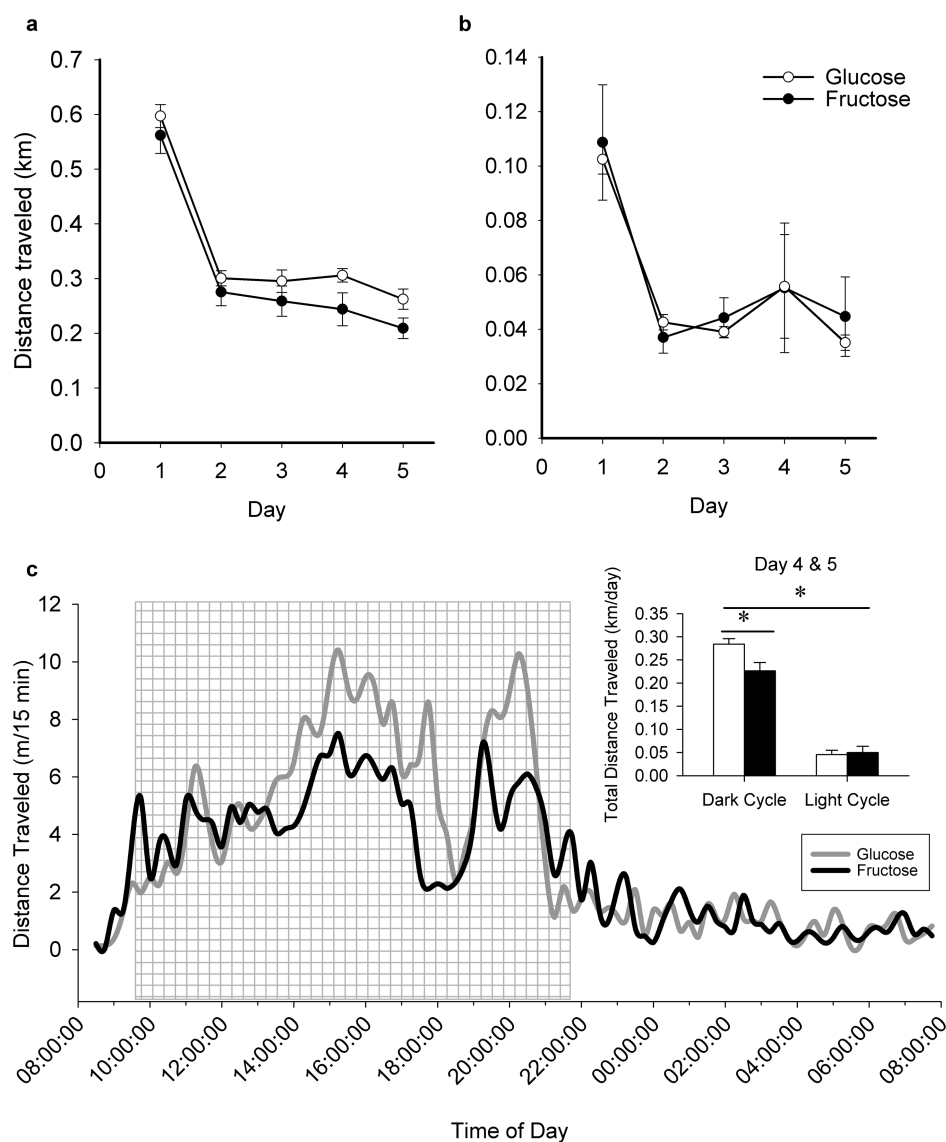 a
b
0.7
0.6
0.5
0.4
0.3
0.2
0.1
0.0
Distance traveled (km)
0 1 2 3 4 5
Day
0.14
0.12
0.10
0.08
0.06
0.04
0.02
0.00
0 1 2 3 4 5
Day
Glucose
Fructose
c
12
10
8
6
4
2
0
Distance Traveled (m/15 min)
Day 4 & 5
Total Distance Traveled (km/day)
0.35
0.30
0.25
0.20
0.15
0.10
0.05
0.00
*
*
Dark Cycle Light Cycle
Glucose
Fructose
08:00:00 10:00:00 12:00:00 14:00:00 16:00:00 18:00:00 20:00:00 22:00:00 00:00:00 02:00:00 04:00:00 06:00:00 08:00:00
Time of Day